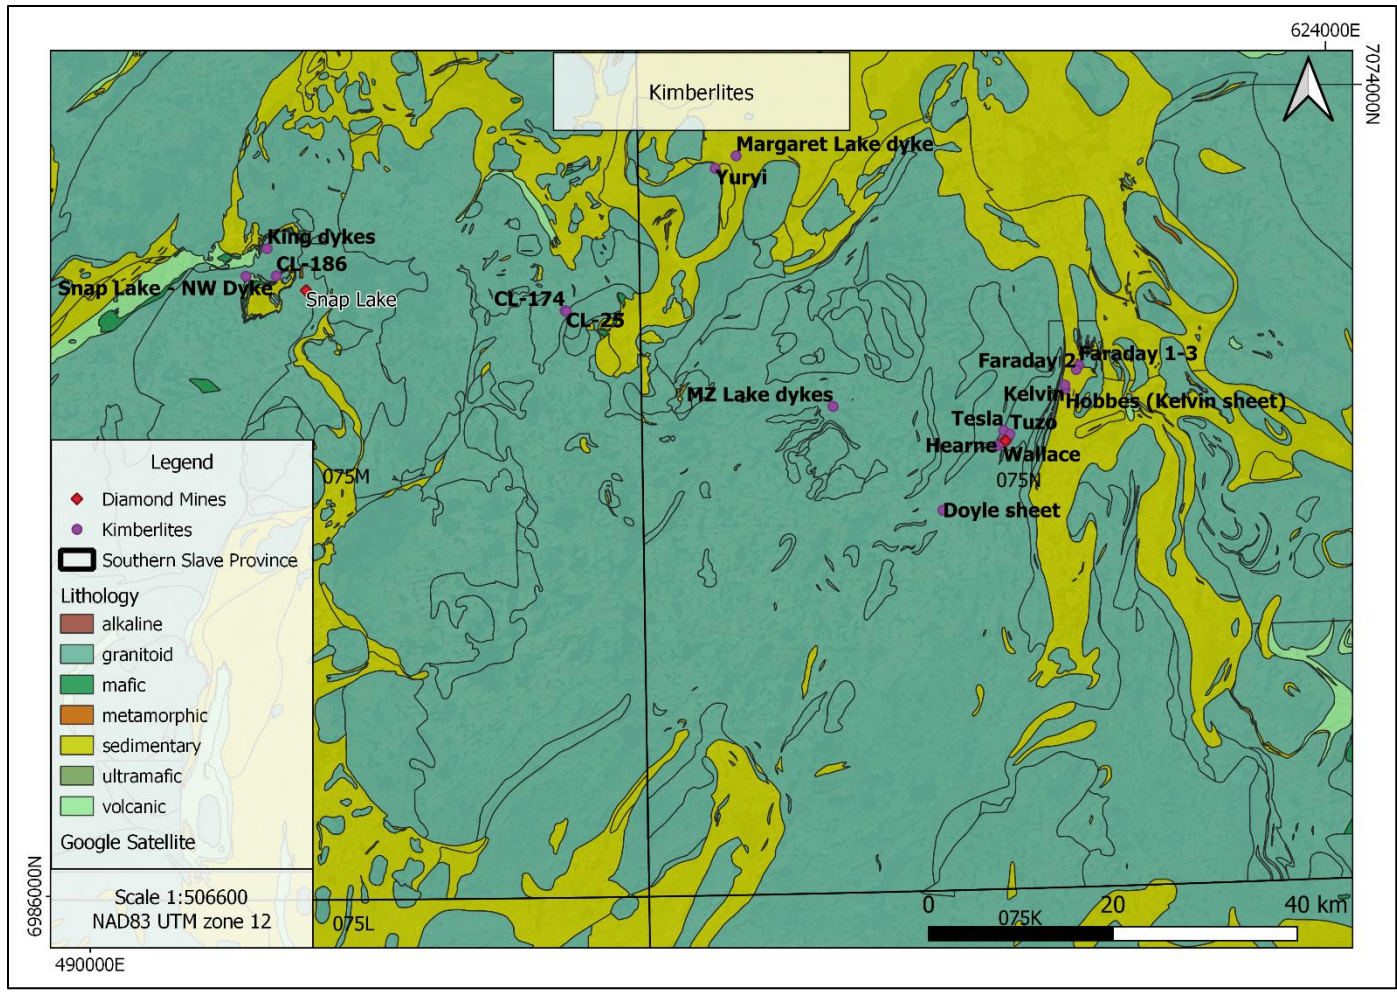 624000E
7074000N
Kimberlites
Margaret Lake dyke
Yuryi
King dykes
CL-186
Snap Lake - NW Dyke
Snap Lake
CL-174
CL-25
Faraday 2
Faraday 1-3
MZ Lake dykes
Kelvin
Hobbes (Kelvin sheet)
Tesla
Tuzo
Hearne
Wallace
075M
075N
Doyle sheet
Legend
Diamond Mines
Kimberlites
Southern Slave Province
Lithology
alkaline
granitoid
mafic
metamorphic
sedimentary
ultramafic
volcanic
Google Satellite
Scale 1:506600
NAD83 UTM zone 12
075L
0
20
40 km
075K
6986000N
490000E